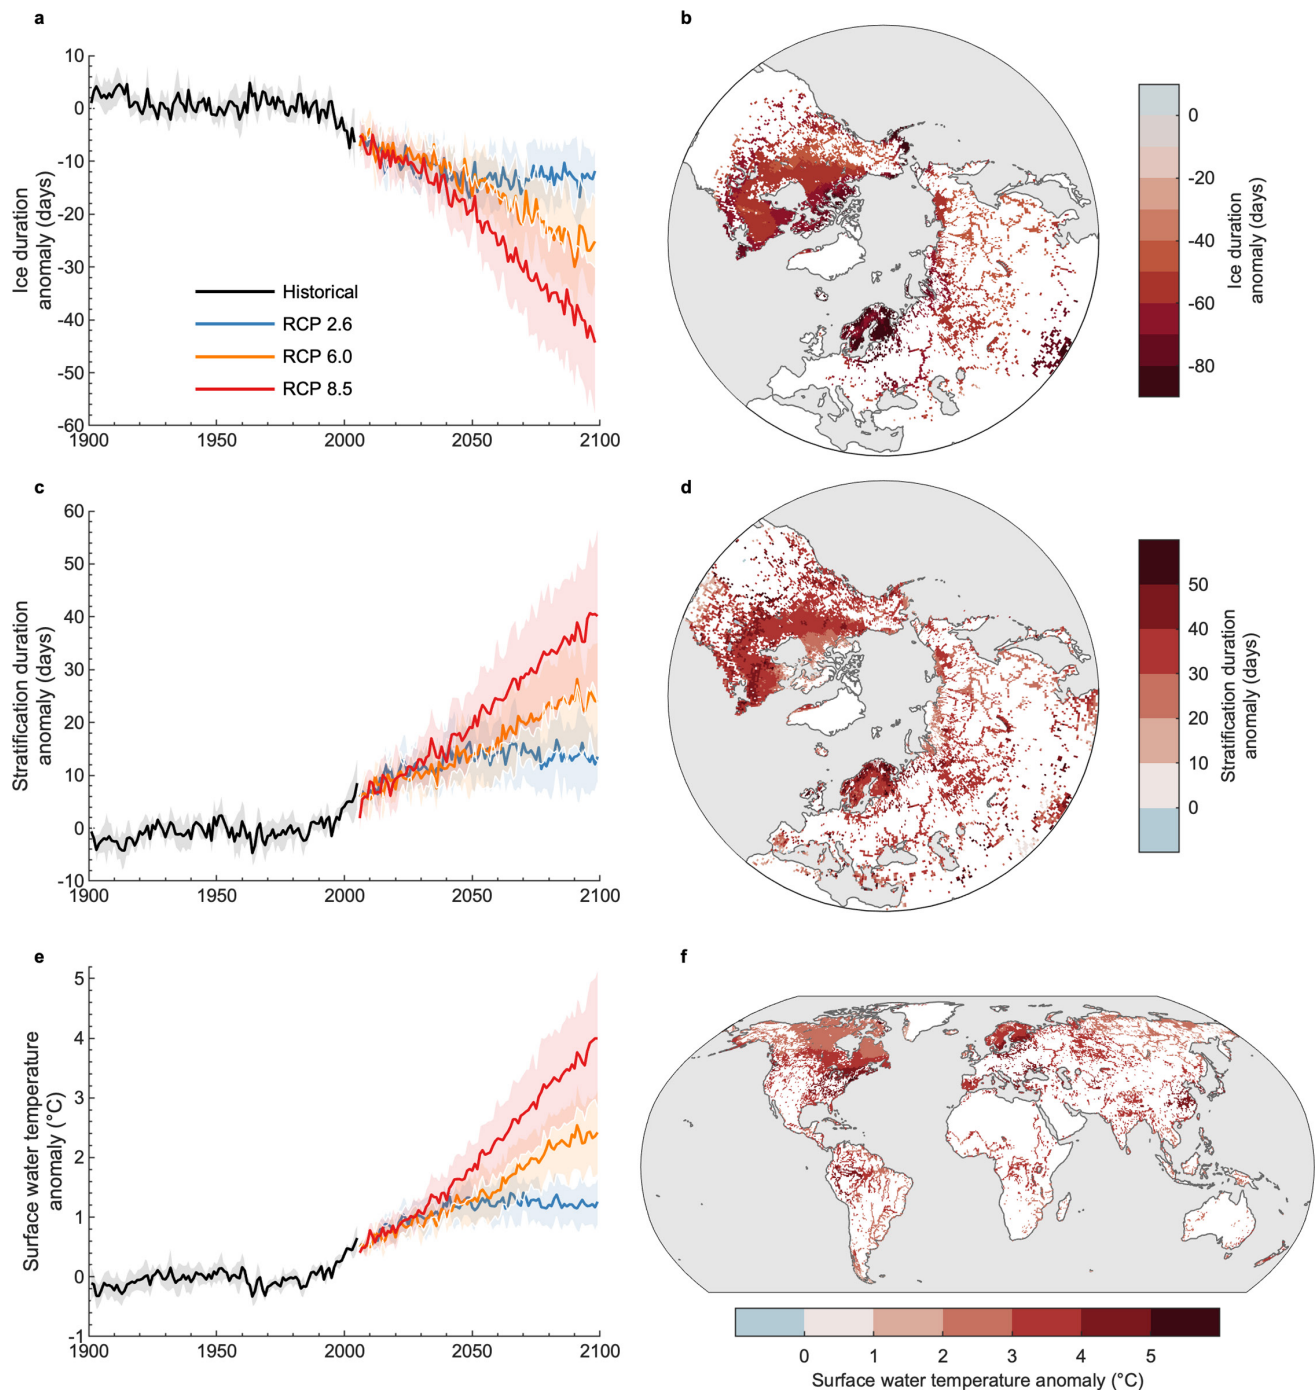 a
10
0
-10
-20
-30
-40
-50
-60
Ice duration
anomaly (days)
Historical
RCP 2.6
RCP 6.0
RCP 8.5
1900
1950
2000
2050
2100
b
0
-20
-40
-60
-80
Ice duration
anomaly (days)
c
60
50
40
30
20
10
0
-10
Stratification duration
anomaly (days)
1900
1950
2000
2050
2100
d
50
40
30
20
10
0
Stratification duration
anomaly (days)
e
5
4
3
2
1
0
-1
Surface water temperature
anomaly (°C)
1900
1950
2000
2050
2100
f
0
1
2
3
4
5
Surface water temperature anomaly (°C)